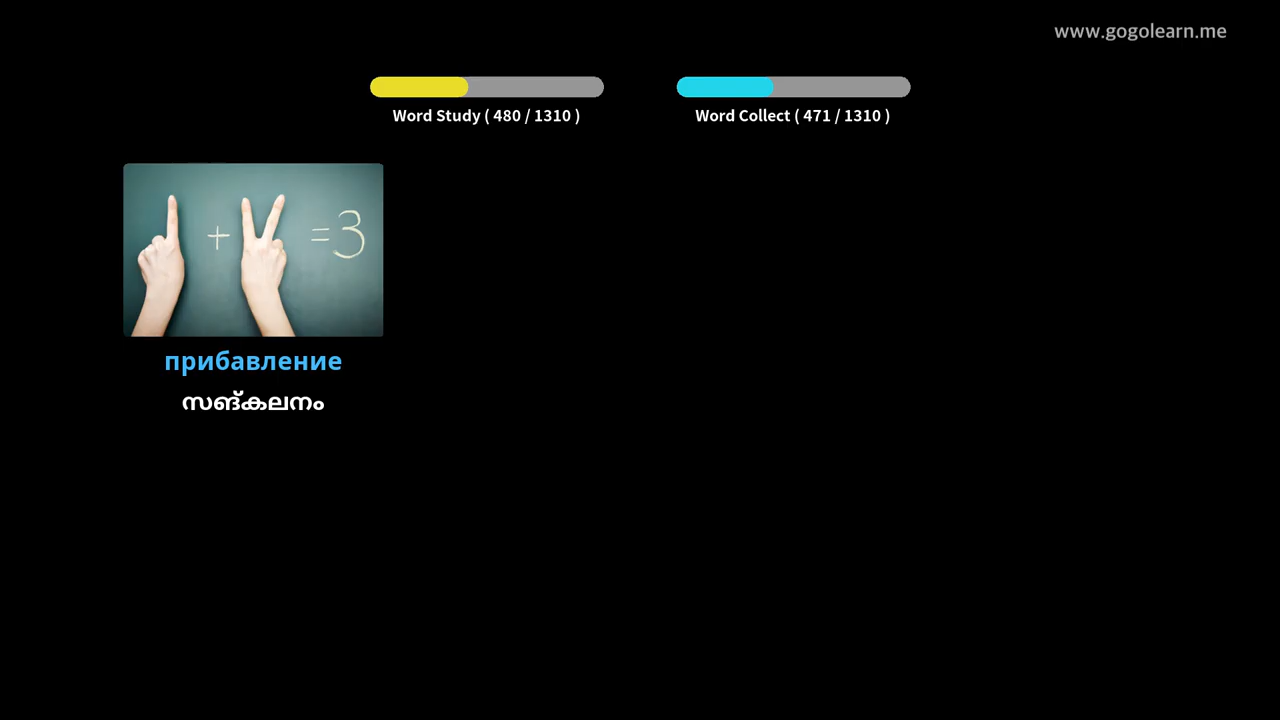 www.gogolearn.me
Word Study ( 480 / 1310 )
Word Collect ( 471 / 1310 )
+ =3
прибавление
സങ്കലനം